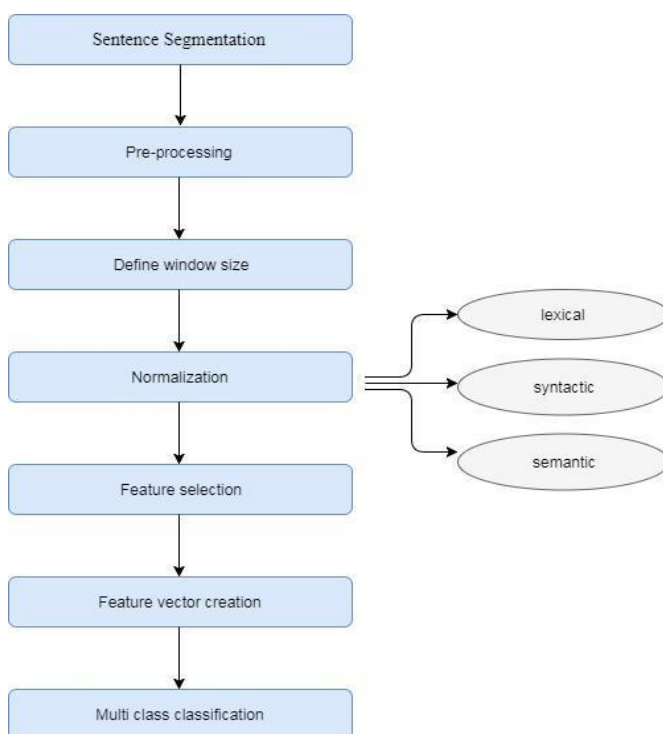 Sentence Segmentation
Pre-processing
Define window size
lexical
Normalization
syntactic
semantic
Feature selection
Feature vector creation
Multi class classification